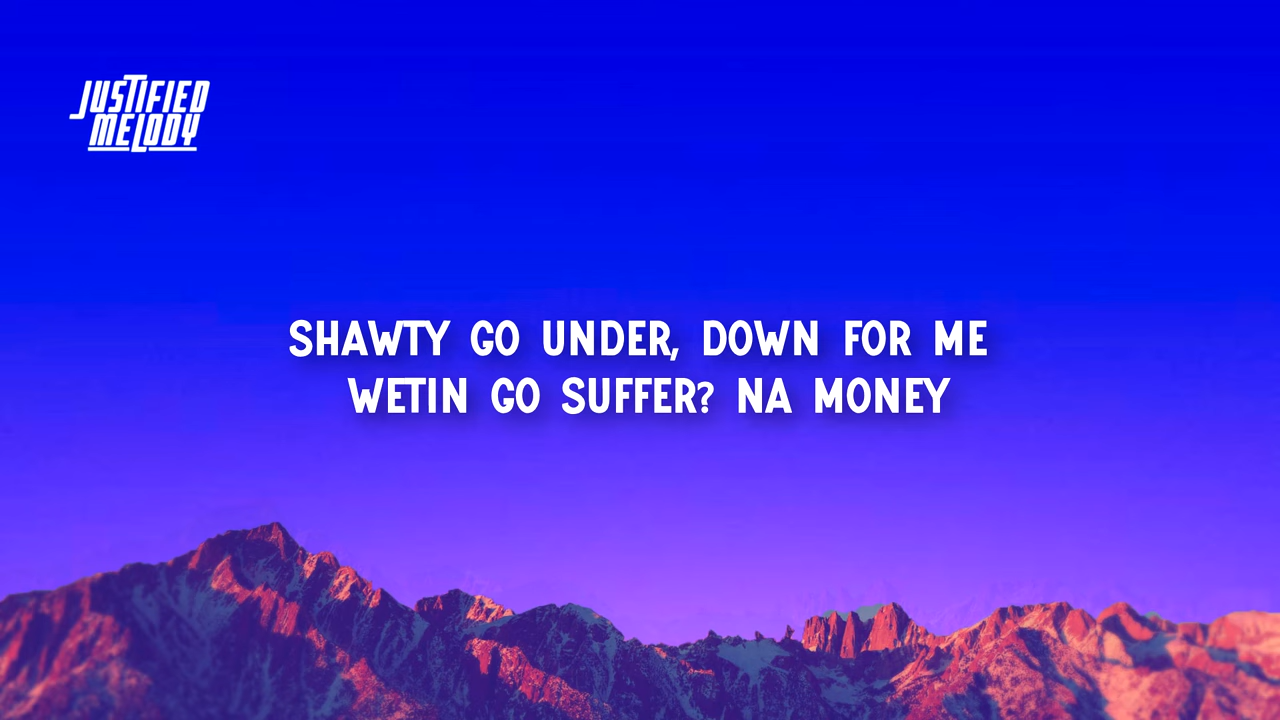 JUSTIFIED
MELODY
SHAWTY GO UNDER, DOWN FOR ME
WETIN GO SUFFER? NA MONEY